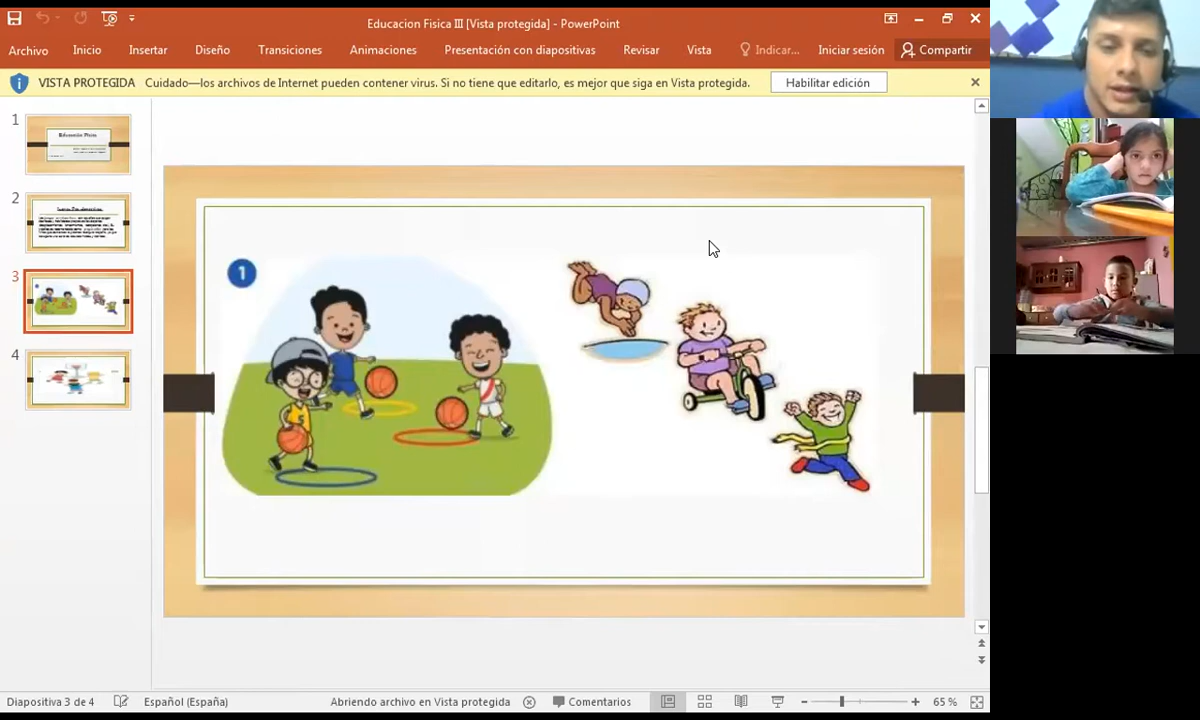 Educacion Fisica III [Vista protegida] - PowerPoint
Archivo Inicio Insertar Diseño Transiciones Animaciones Presentación con diapositivas Revisar Vista Indicar... Iniciar sesión Compartir
VISTA PROTEGIDA Cuidado—los archivos de Internet pueden contener virus. Si no tiene que editarlo, es mejor que siga en Vista protegida. Habilitar edición
1
Educación Física
2
3
4
1
Diapositiva 3 de 4 Español (España) Abriendo archivo en Vista protegida Comentarios 65 %